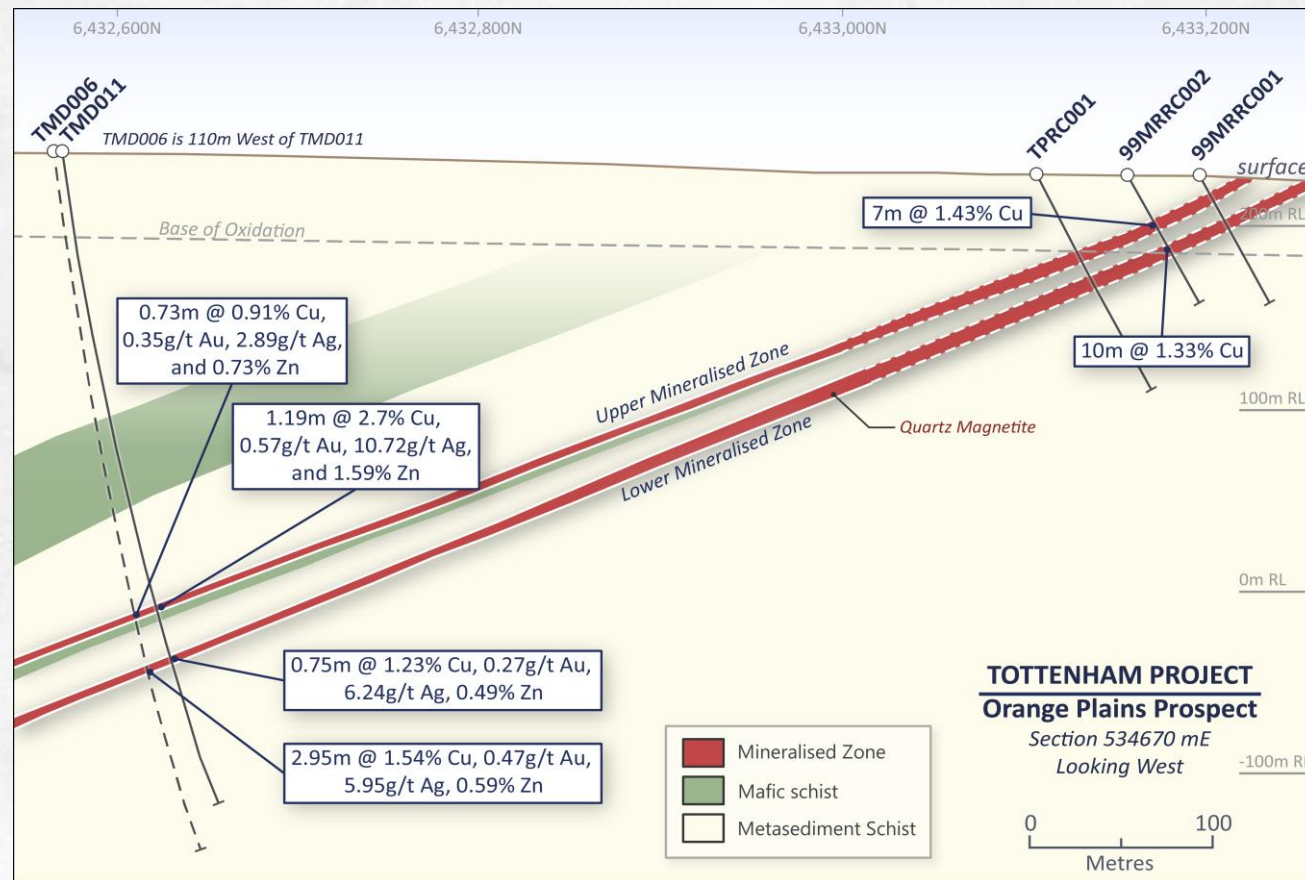 6,432,600N
6,432,800N
6,433,000N
6,433,200N
TMD006
TMD011
TMD006 is 110m West of TMD011
TPRC001
99MRRC002
99MRRC001
surface
7m @ 1.43% Cu
200m RL
Base of Oxidation
0.73m @ 0.91% Cu,
0.35g/t Au, 2.89g/t Ag,
and 0.73% Zn
10m @ 1.33% Cu
Upper Mineralised Zone
1.19m @ 2.7% Cu,
0.57g/t Au, 10.72g/t Ag,
and 1.59% Zn
100m RL
Quartz Magnetite
Lower Mineralised Zone
0m RL
0.75m @ 1.23% Cu, 0.27g/t Au,
6.24g/t Ag, 0.49% Zn
2.95m @ 1.54% Cu, 0.47g/t Au,
5.95g/t Ag, 0.59% Zn
Mineralised Zone
Mafic schist
Metasediment Schist
TOTTENHAM PROJECT
Orange Plains Prospect
Section 534670 mE
Looking West
-100m RL
0 100
Metres